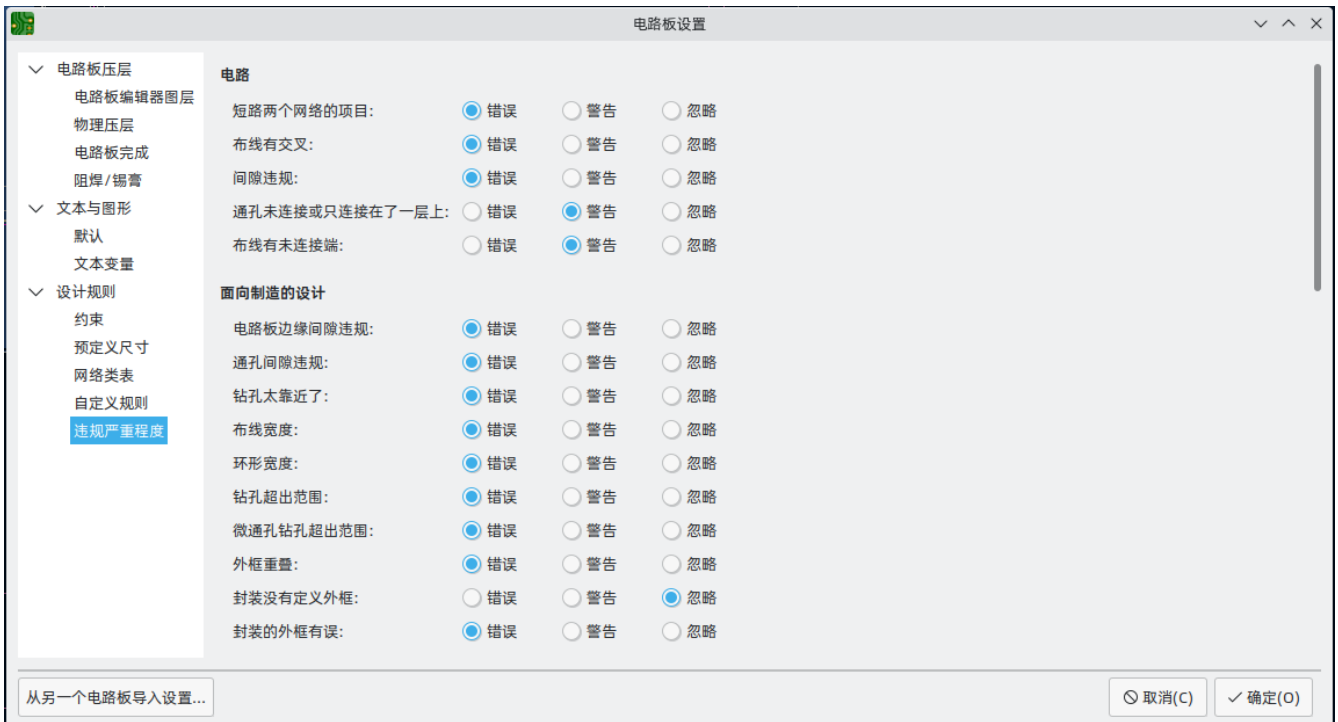 电路板设置
电路板压层
电路板编辑器图层
物理压层
电路板完成
阻焊/锡膏
文本与图形
默认
文本变量
设计规则
约束
预定义尺寸
网络类表
自定义规则
违规严重程度
电路
短路两个网络的项目: 错误 警告 忽略
布线有交叉: 错误 警告 忽略
间隙违规: 错误 警告 忽略
通孔未连接或只连接在了一层上: 错误 警告 忽略
布线有未连接端: 错误 警告 忽略
面向制造的设计
电路板边缘间隙违规: 错误 警告 忽略
通孔间隙违规: 错误 警告 忽略
钻孔太靠近了: 错误 警告 忽略
布线宽度: 错误 警告 忽略
环形宽度: 错误 警告 忽略
钻孔超出范围: 错误 警告 忽略
微通孔钻孔超出范围: 错误 警告 忽略
外框重叠: 错误 警告 忽略
封装没有定义外框: 错误 警告 忽略
封装的外框有误: 错误 警告 忽略
从另一个电路板导入设置... 取消(C) 确定(O)